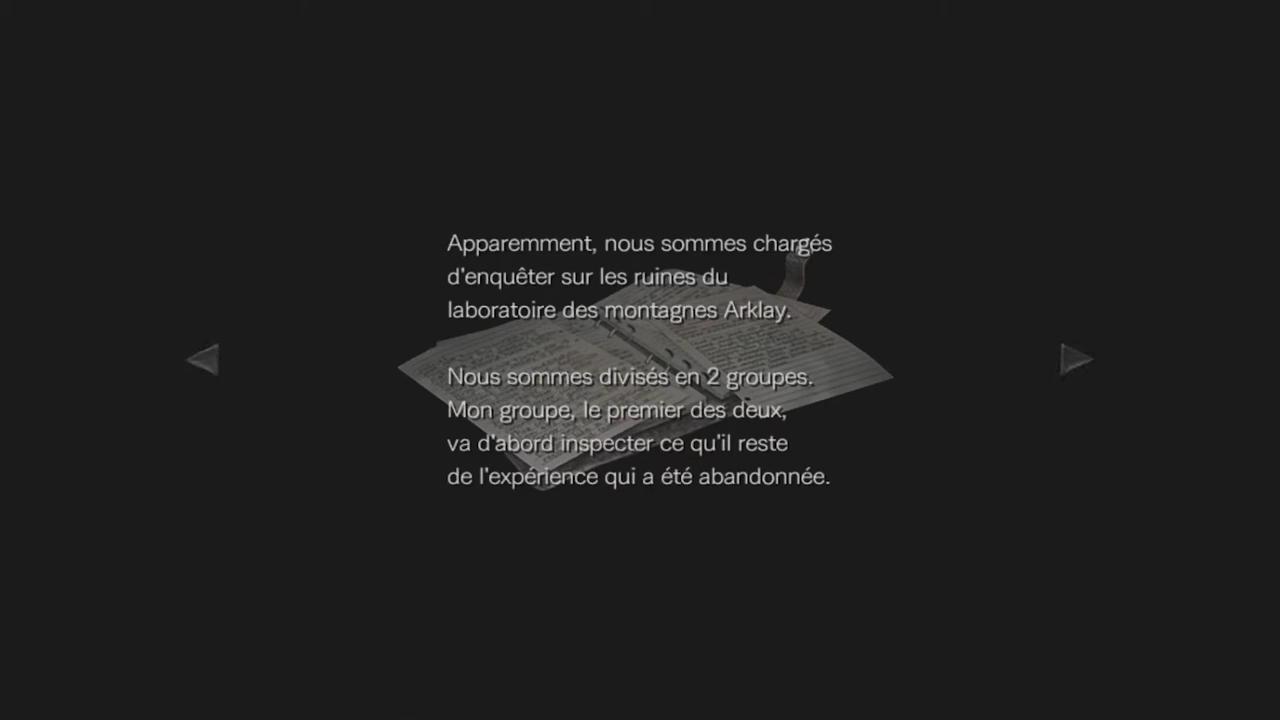 Apparemment, nous sommes chargés
d'enquêter sur les ruines du
laboratoire des montagnes Arklay.
Nous sommes divisés en 2 groupes.
Mon groupe, le premier des deux,
va d'abord inspecter ce qu'il reste
de l'expérience qui a été abandonnée.